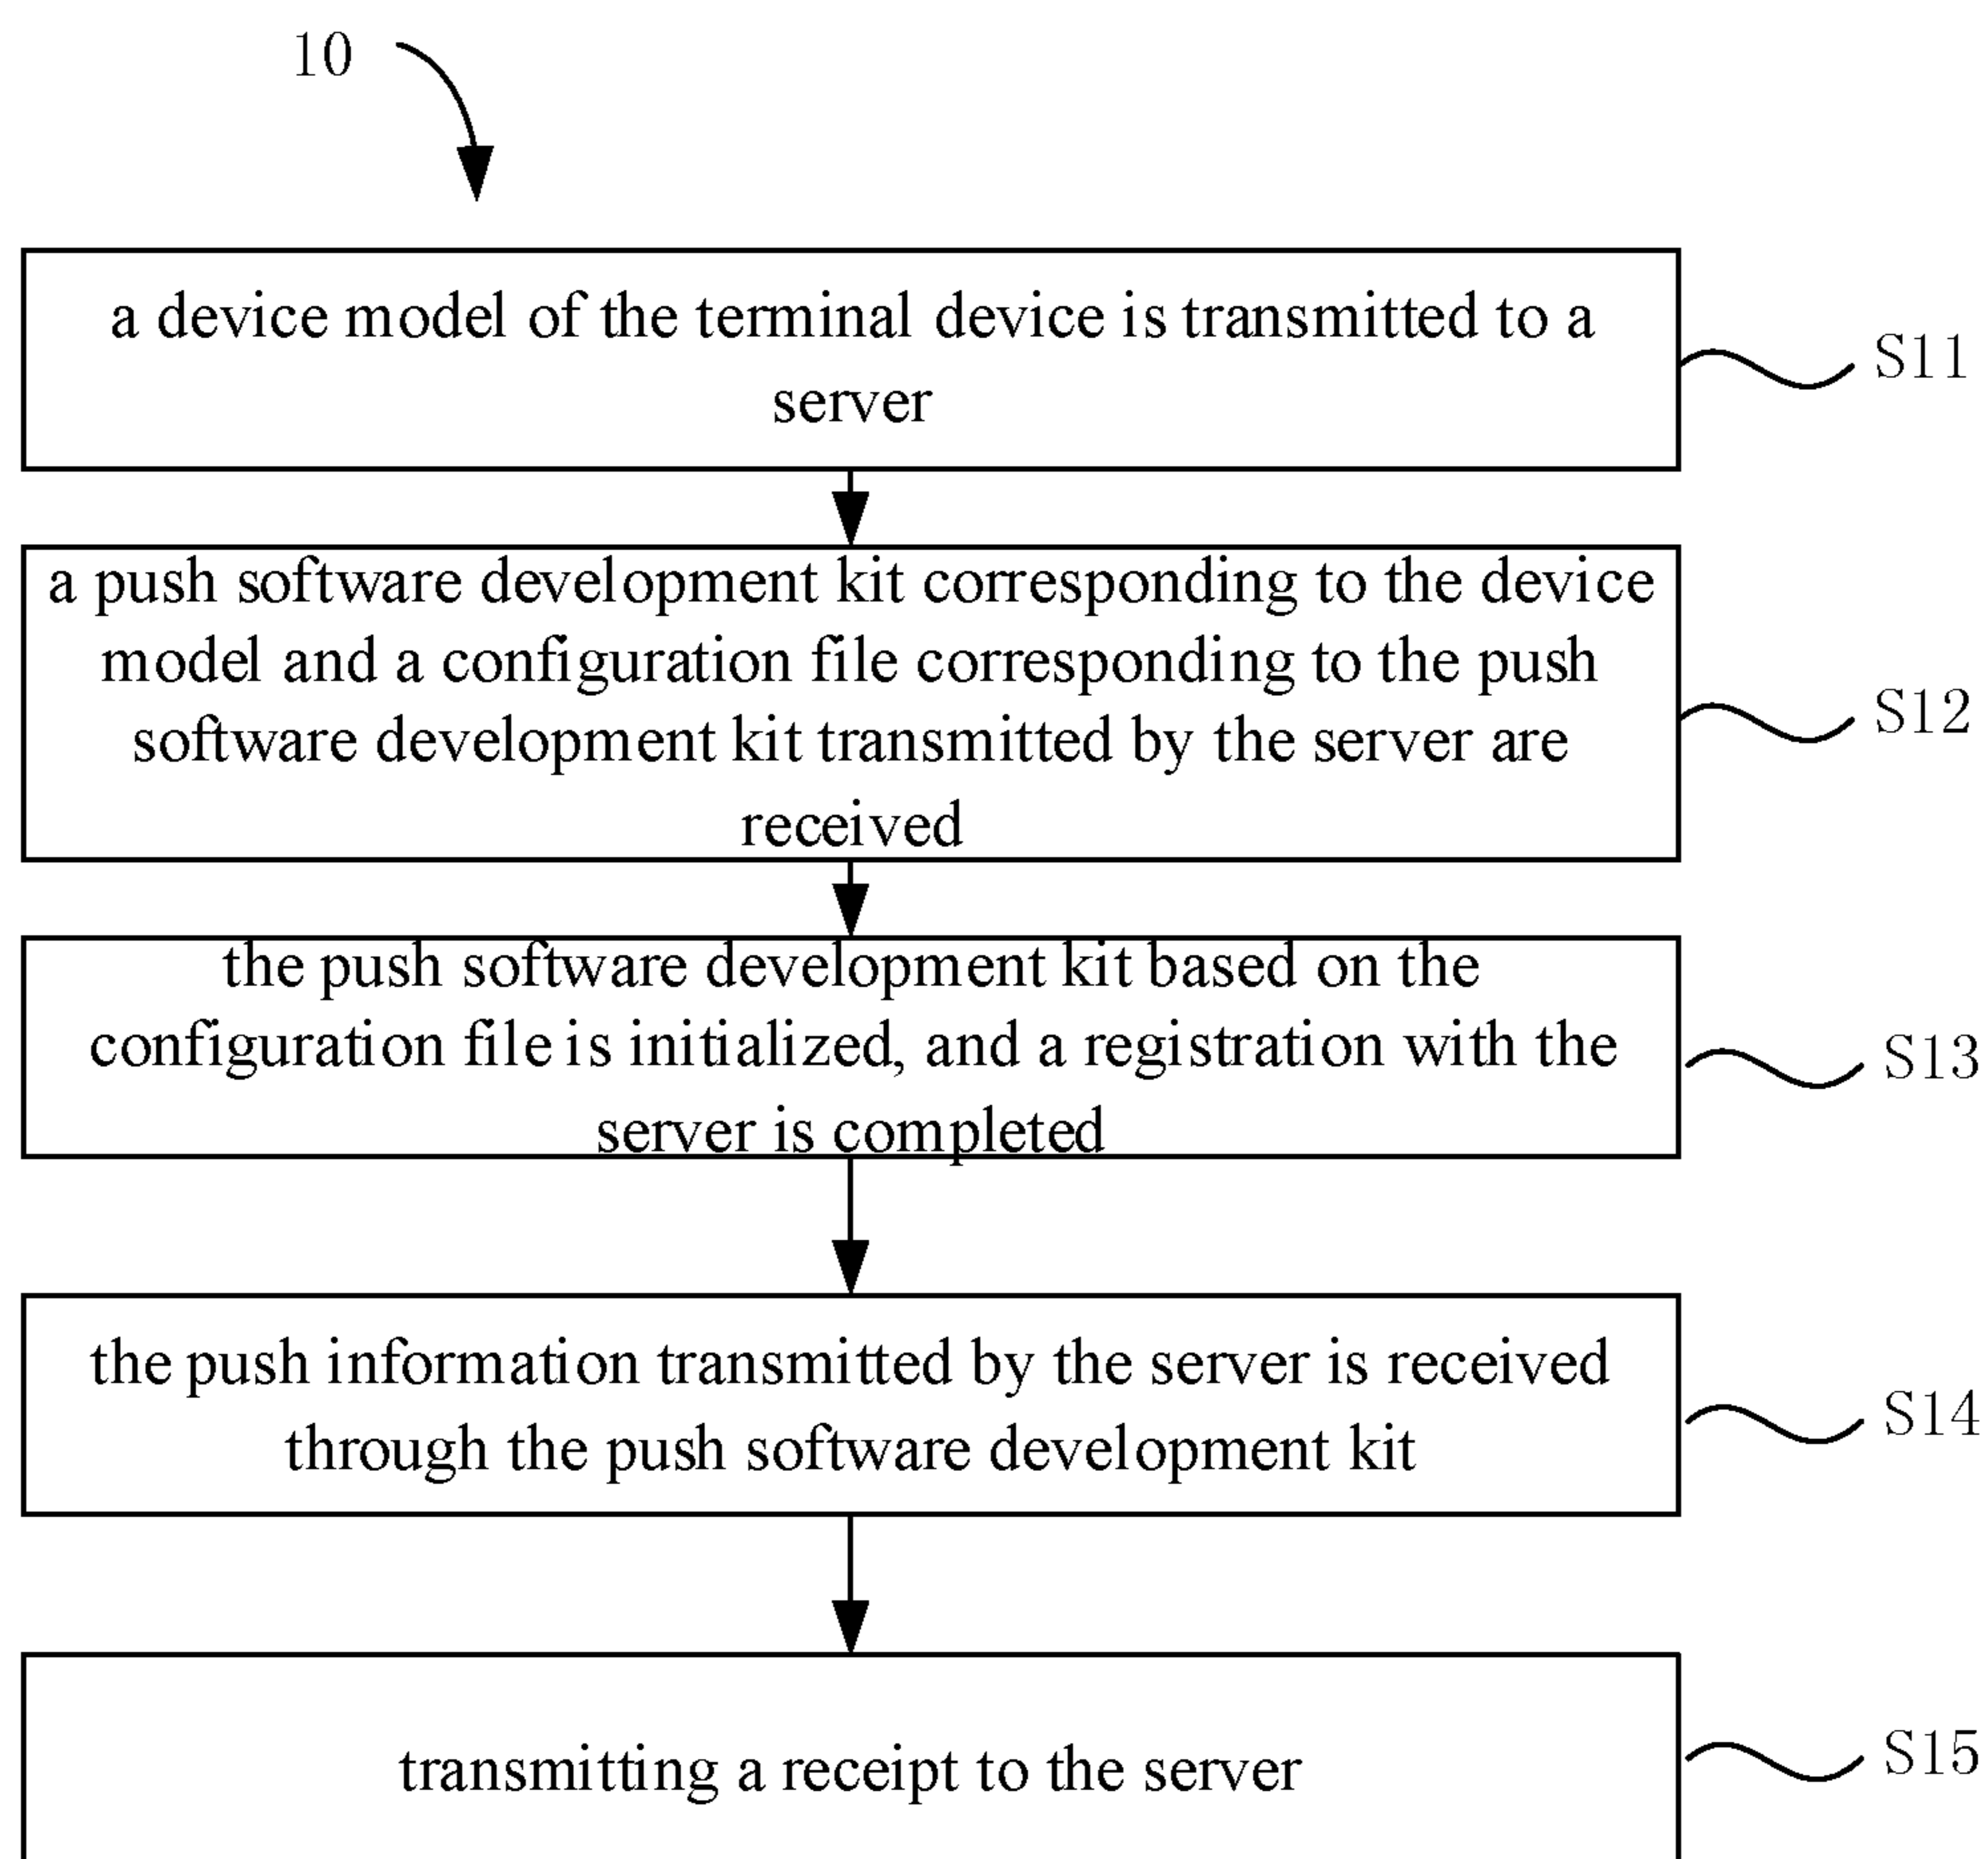 10
a device model of the terminal device is transmitted to a
server
S11
a push software development kit corresponding to the device
model and a configuration file corresponding to the push
software development kit transmitted by the server are
received
S12
the push software development kit based on the
configuration file is initialized, and a registration with the
server is completed
S13
the push information transmitted by the server is received
through the push software development kit
S14
transmitting a receipt to the server
S15